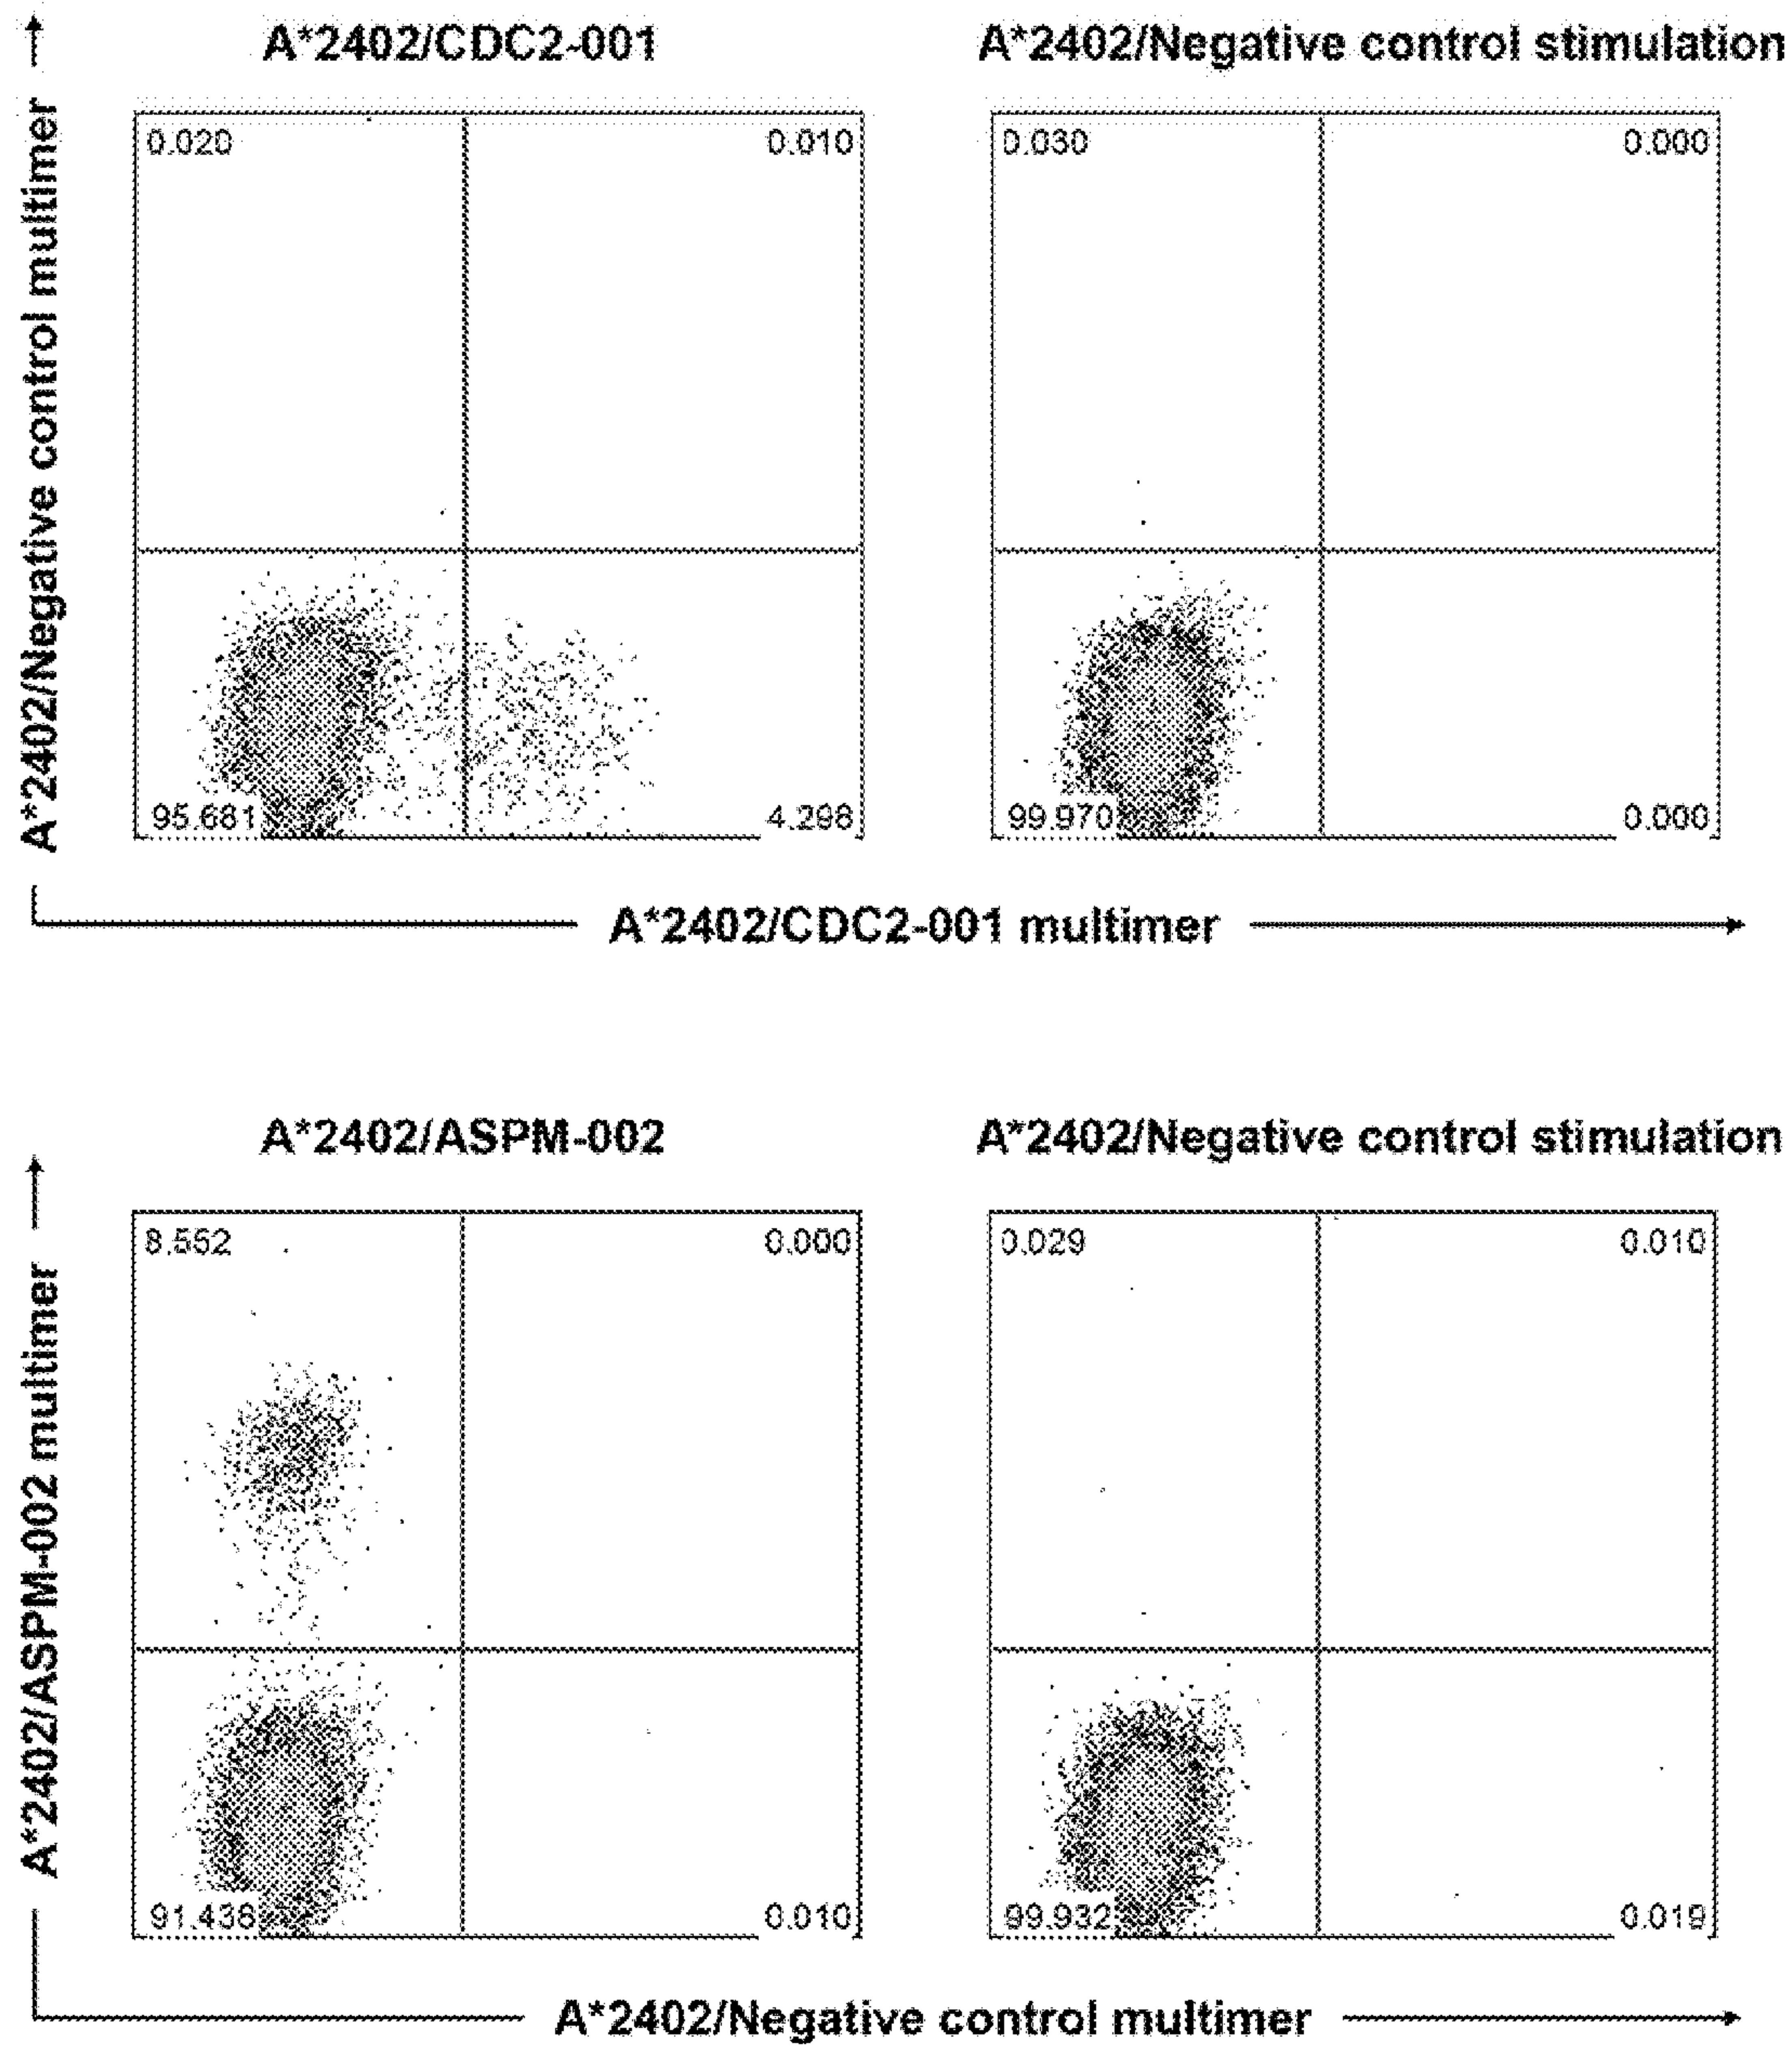 A*2402/CDC2-001
A*2402/Negative control stimulation
A*2402/Negative control multimer
0.020
0.010
95.681
4.298
0.030
0.000
99.970
0.000
A*2402/CDC2-001 multimer
A*2402/ASPM-002
A*2402/Negative control stimulation
A*2402/ASPM-002 multimer
8.552
0.000
91.438
0.010
0.029
0.010
99.932
0.019
A*2402/Negative control multimer